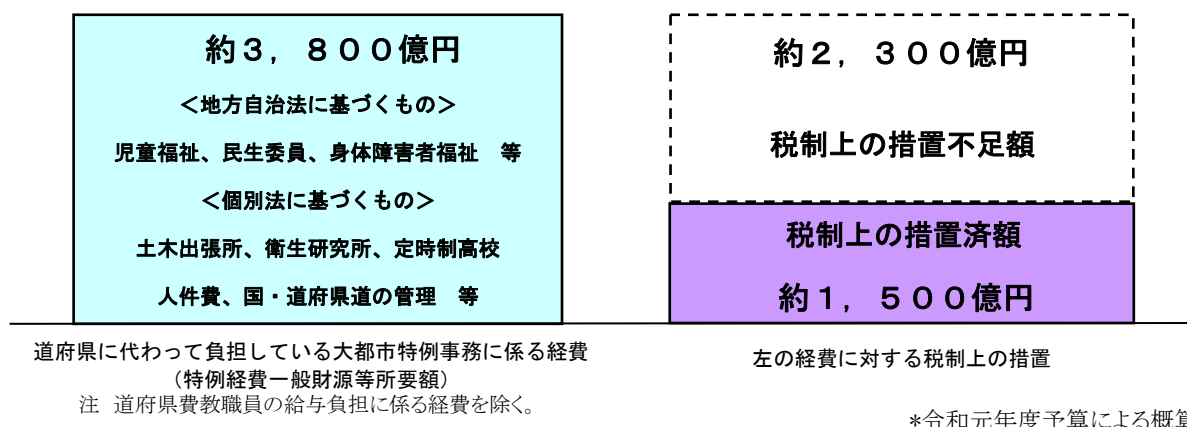 約３，８００億円
＜地方自治法に基づくもの＞
児童福祉、民生委員、身体障害者福祉　等
＜個別法に基づくもの＞
土木出張所、衛生研究所、定時制高校
人件費、国・道府県道の管理　等
約２，３００億円
税制上の措置不足額
税制上の措置済額
約１，５００億円
道府県に代わって負担している大都市特例事務に係る経費
（特例経費一般財源等所要額）
注　道府県費教職員の給与負担に係る経費を除く。
左の経費に対する税制上の措置
*令和元年度予算による概算